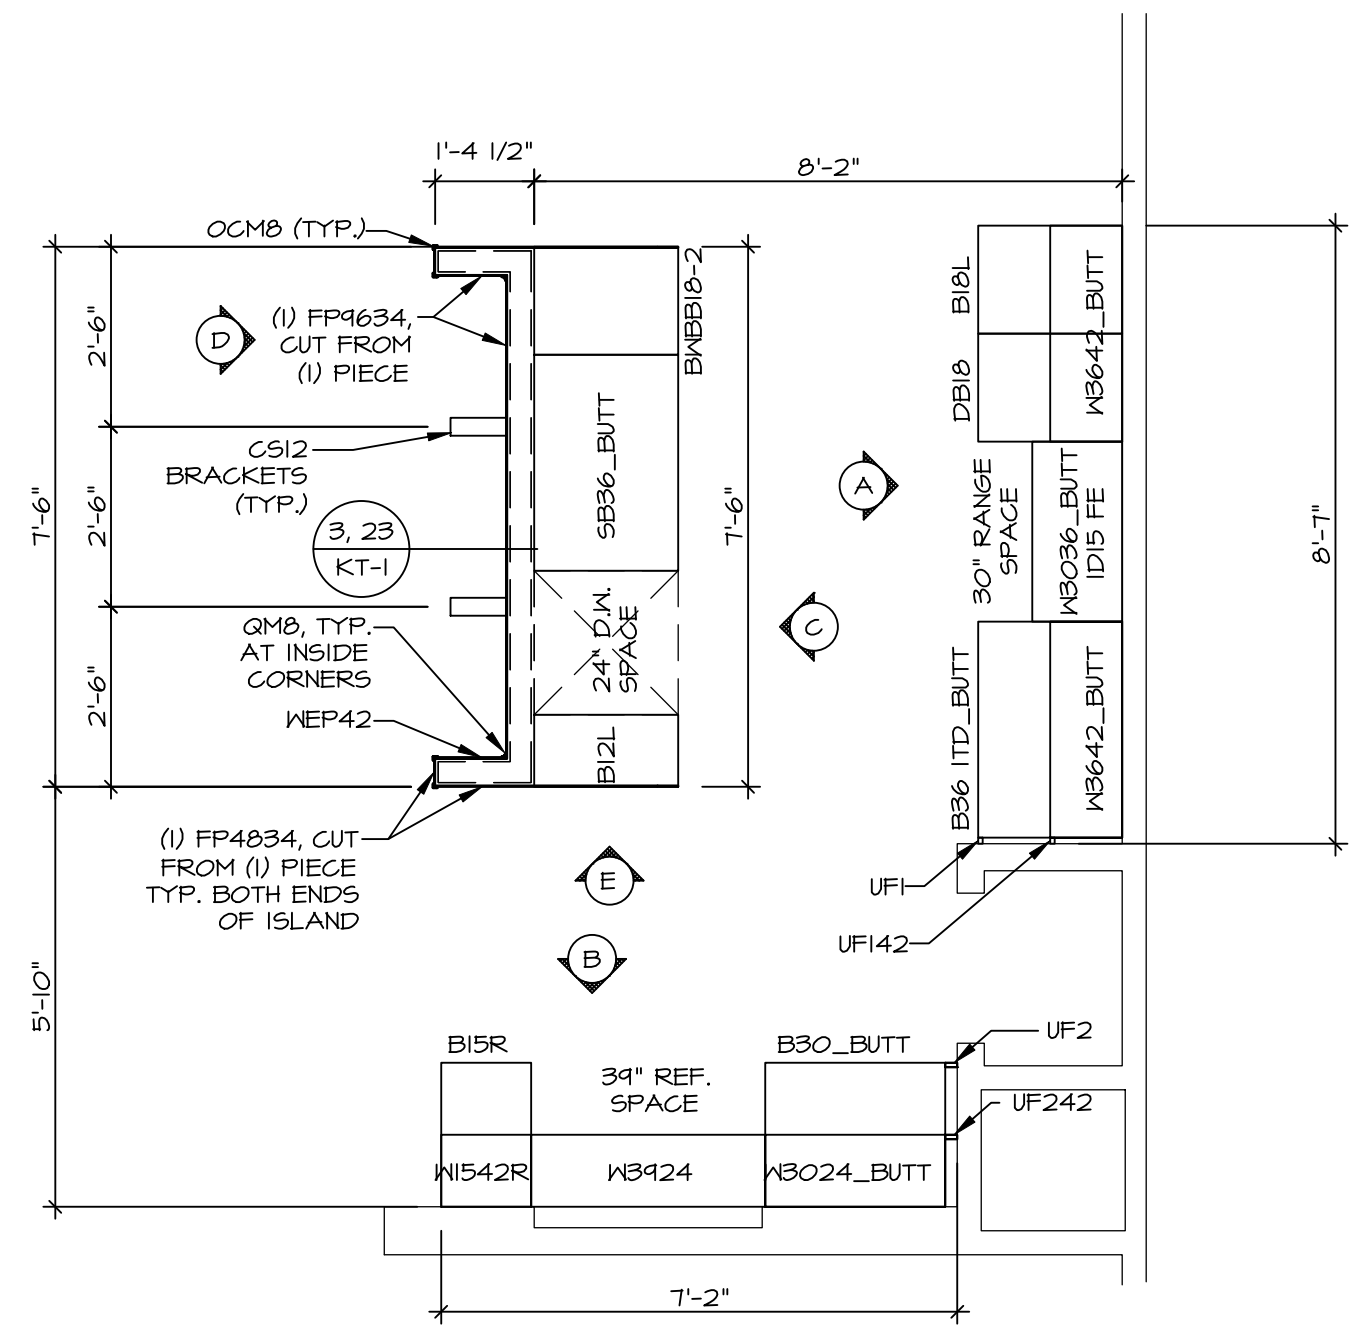 1'-4 1/2"
8'-2"
OCM8 (TYP.)
(1) FP9634,
CUT FROM
(1) PIECE
D
2'-6"
2'-6"
2'-6"
7'-6"
CS12
BRACKETS
(TYP.)
3, 23
KT-1
QM8, TYP.
AT INSIDE
CORNERS
WEP42
(1) FP4834, CUT
FROM (1) PIECE
TYP. BOTH ENDS
OF ISLAND
5'-10"
BWBB18-2
SB36_BUTT
24" D.W.
SPACE
B12L
7'-6"
A
C
E
B
B18L
W3642_BUTT
DB18
30" RANGE
SPACE
W3036_BUTT
1D15 FE
B36 1TD_BUTT
W3642_BUTT
8'-7"
UF1
UF142
UF2
UF242
B15R
39" REF.
SPACE
B30_BUTT
W1542R
W3924
W3024_BUTT
7'-2"